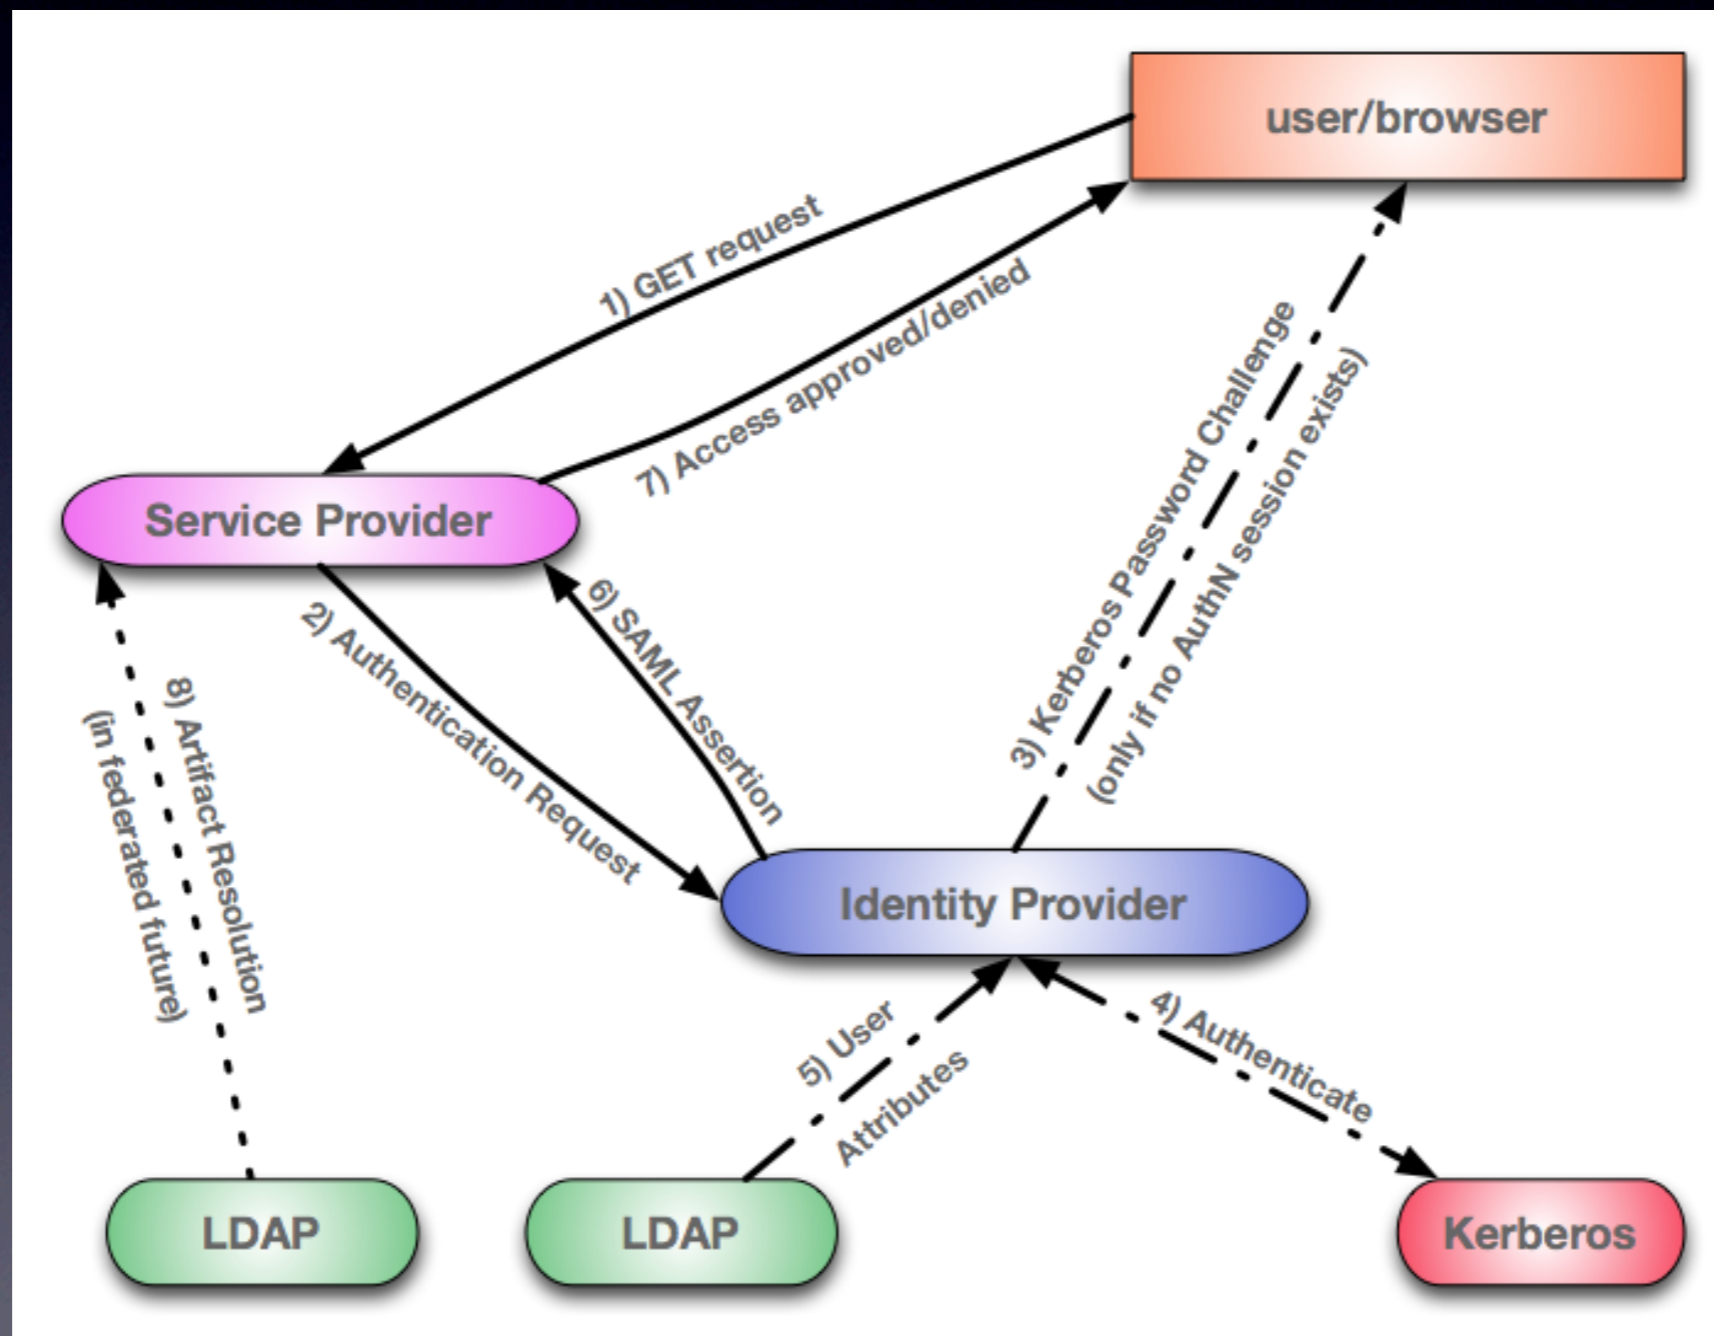 user/browser
1) GET request
7) Access approved/denied
3) Kerberos Password Challenge
(only if no AuthN session exists)
Service Provider
2) Authentication Request
6) SAML Assertion
8) Artifact Resolution
(in federated future)
Identity Provider
5) User
Attributes
4) Authenticate
LDAP
LDAP
Kerberos